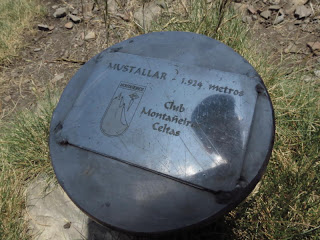 MUSTALLAR : 1.924 metros
Club
Montañeiro
Celtas